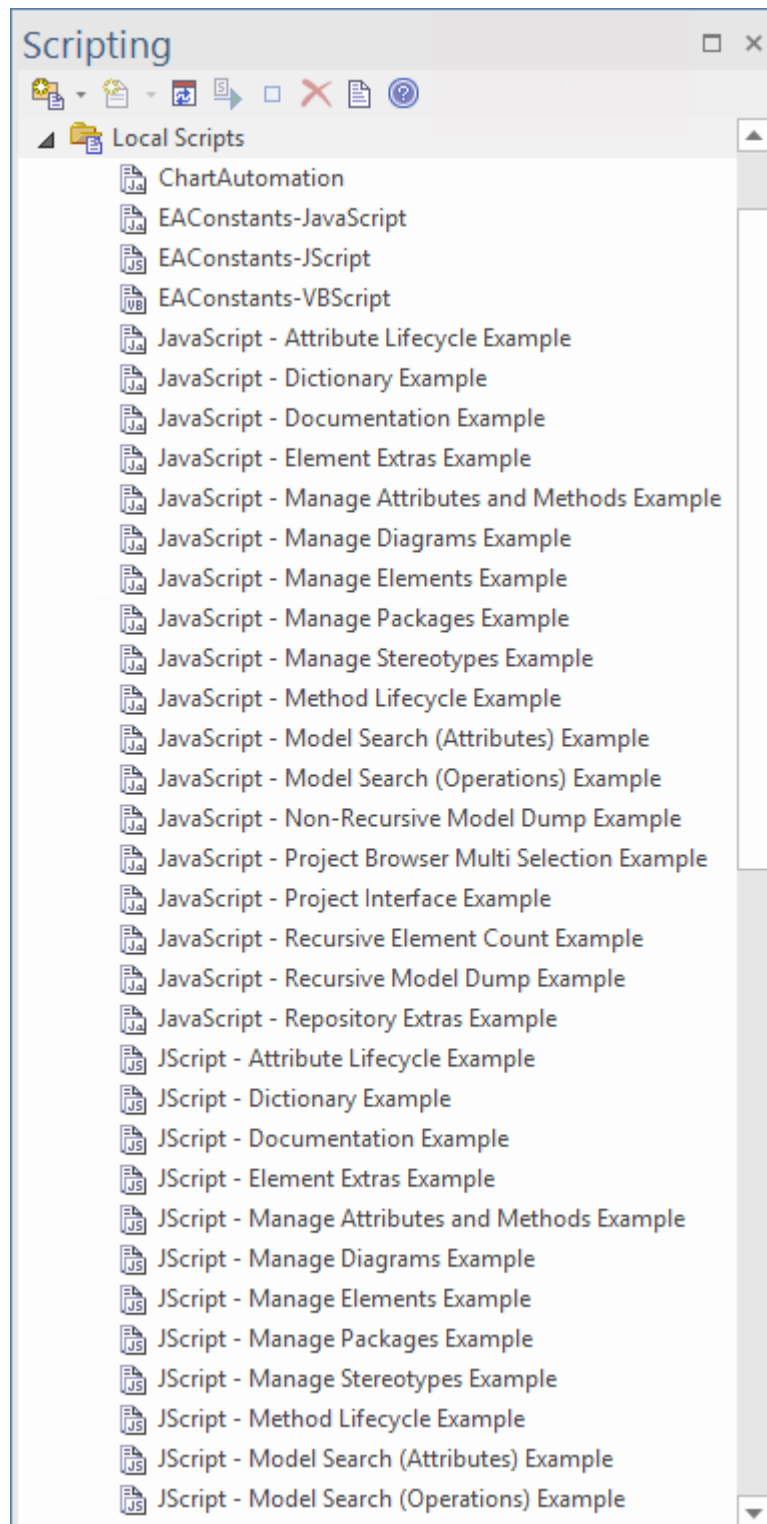 Scripting
Local Scripts
ChartAutomation
EAConstants-JavaScript
EAConstants-JScript
EAConstants-VBScript
JavaScript - Attribute Lifecycle Example
JavaScript - Dictionary Example
JavaScript - Documentation Example
JavaScript - Element Extras Example
JavaScript - Manage Attributes and Methods Example
JavaScript - Manage Diagrams Example
JavaScript - Manage Elements Example
JavaScript - Manage Packages Example
JavaScript - Manage Stereotypes Example
JavaScript - Method Lifecycle Example
JavaScript - Model Search (Attributes) Example
JavaScript - Model Search (Operations) Example
JavaScript - Non-Recursive Model Dump Example
JavaScript - Project Browser Multi Selection Example
JavaScript - Project Interface Example
JavaScript - Recursive Element Count Example
JavaScript - Recursive Model Dump Example
JavaScript - Repository Extras Example
JScript - Attribute Lifecycle Example
JScript - Dictionary Example
JScript - Documentation Example
JScript - Element Extras Example
JScript - Manage Attributes and Methods Example
JScript - Manage Diagrams Example
JScript - Manage Elements Example
JScript - Manage Packages Example
JScript - Manage Stereotypes Example
JScript - Method Lifecycle Example
JScript - Model Search (Attributes) Example
JScript - Model Search (Operations) Example